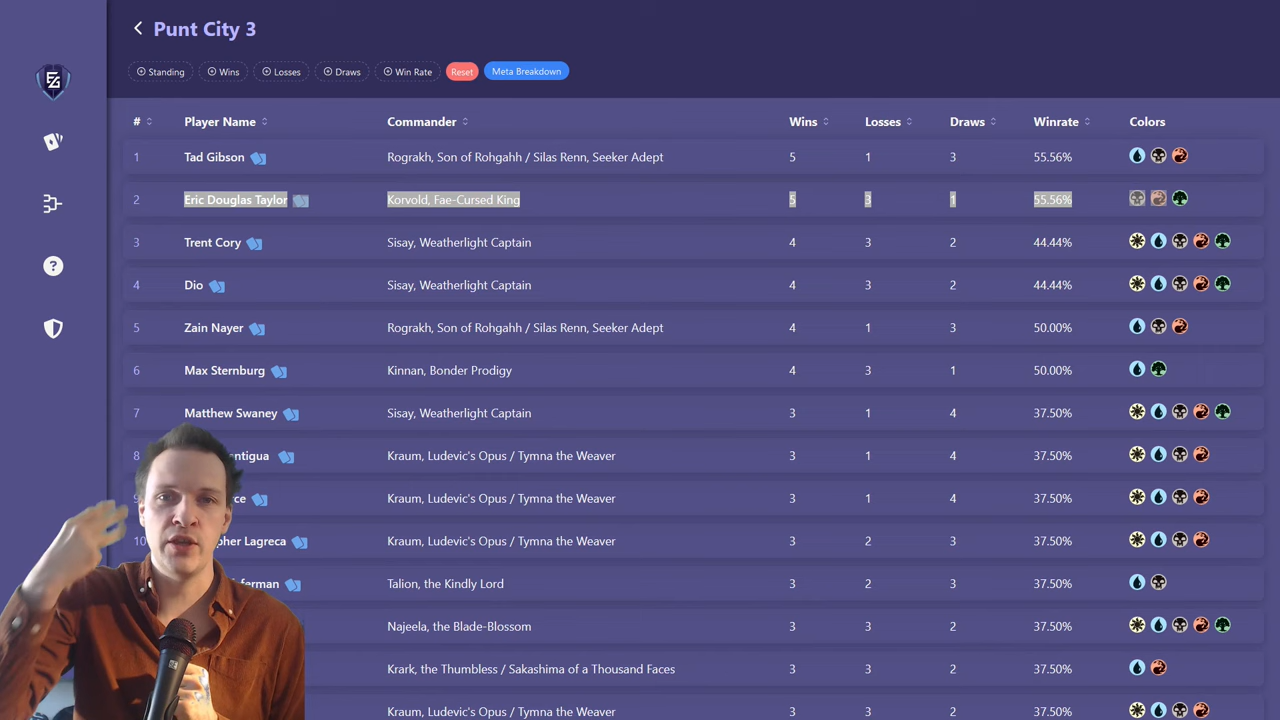 Punt City 3
Standing Wins Losses Draws Win Rate Reset Meta Breakdown
# Player Name Commander Wins Losses Draws Winrate Colors
1 Tad Gibson Rograkh, Son of Rohgahh / Silas Renn, Seeker Adept 5 1 3 55.56%
2 Eric Douglas Taylor Korvold, Fae-Cursed King 5 3 1 55.56%
3 Trent Cory Sisay, Weatherlight Captain 4 3 2 44.44%
4 Dio Sisay, Weatherlight Captain 4 3 2 44.44%
5 Zain Nayer Rograkh, Son of Rohgahh / Silas Renn, Seeker Adept 4 1 3 50.00%
6 Max Sternburg Kinnan, Bonder Prodigy 4 3 1 50.00%
7 Matthew Swaney Sisay, Weatherlight Captain 3 1 4 37.50%
8 Kraum, Ludevic's Opus / Tymna the Weaver 3 1 4 37.50%
9 Kraum, Ludevic's Opus / Tymna the Weaver 3 1 4 37.50%
10 Lagreca Kraum, Ludevic's Opus / Tymna the Weaver 3 2 3 37.50%
Talion, the Kindly Lord 3 2 3 37.50%
Najeela, the Blade-Blossom 3 3 2 37.50%
Krark, the Thumbless / Sakashima of a Thousand Faces 3 3 2 37.50%
Kraum, Ludevic's Opus / Tymna the Weaver 3 3 2 37.50%